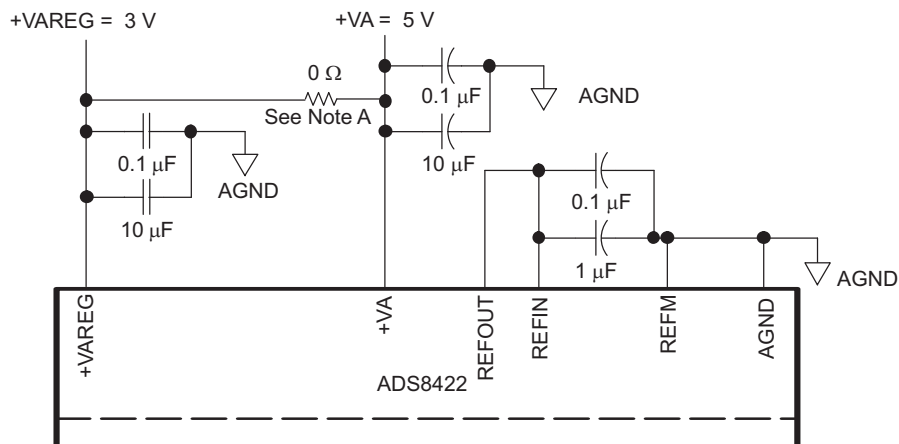 +VAREG = 3 V
+VA = 5 V
0 Ω
See Note A
0.1 μF
AGND
10 μF
0.1 μF
AGND
10 μF
0.1 μF
1 μF
AGND
+VAREG
+VA
REFOUT
REFIN
REFM
AGND
ADS8422